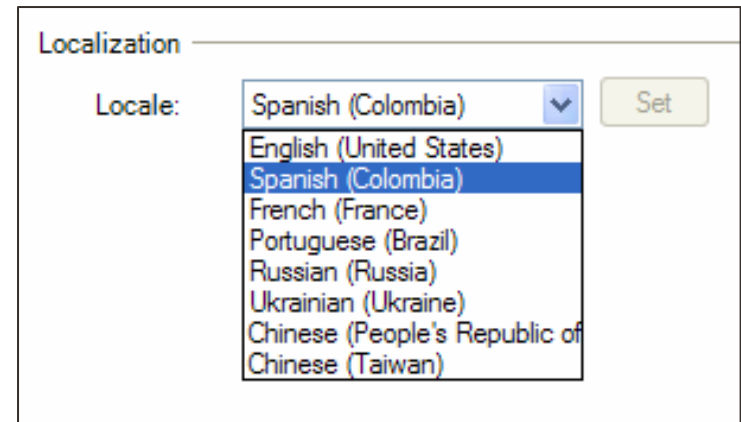 Localization
Locale: Spanish (Colombia) Set
English (United States)
Spanish (Colombia)
French (France)
Portuguese (Brazil)
Russian (Russia)
Ukrainian (Ukraine)
Chinese (People's Republic of
Chinese (Taiwan)